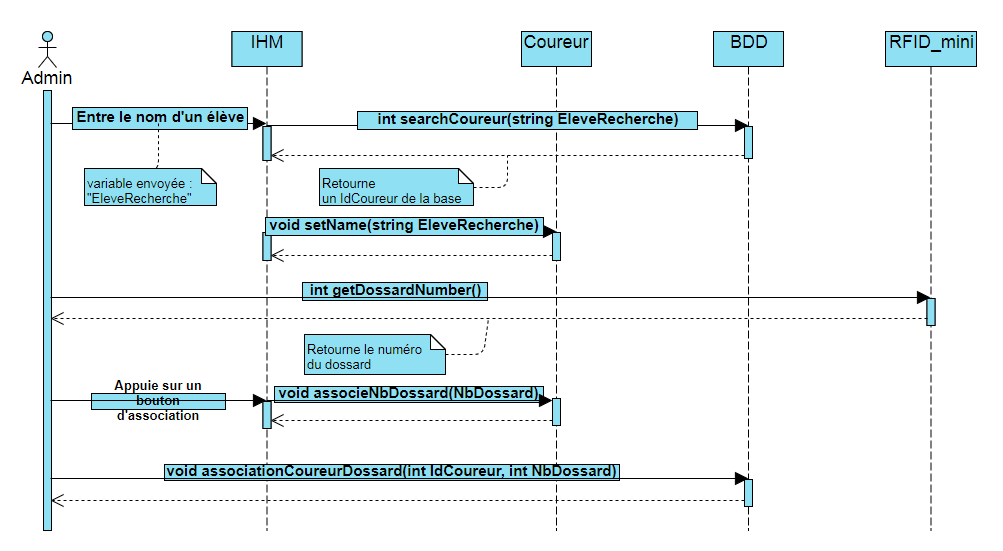 Admin
IHM
Coureur
BDD
RFID_mini
Entre le nom d'un élève
int searchCoureur(string EleveRecherche)
variable envoyée :
"EleveRecherche"
Retourne
un IdCoureur de la base
void setName(string EleveRecherche)
int getDossardNumber()
Retourne le numéro
du dossard
Appuie sur un
bouton
d'association
void associeNbDossard(NbDossard)
void associationCoureurDossard(int IdCoureur, int NbDossard)